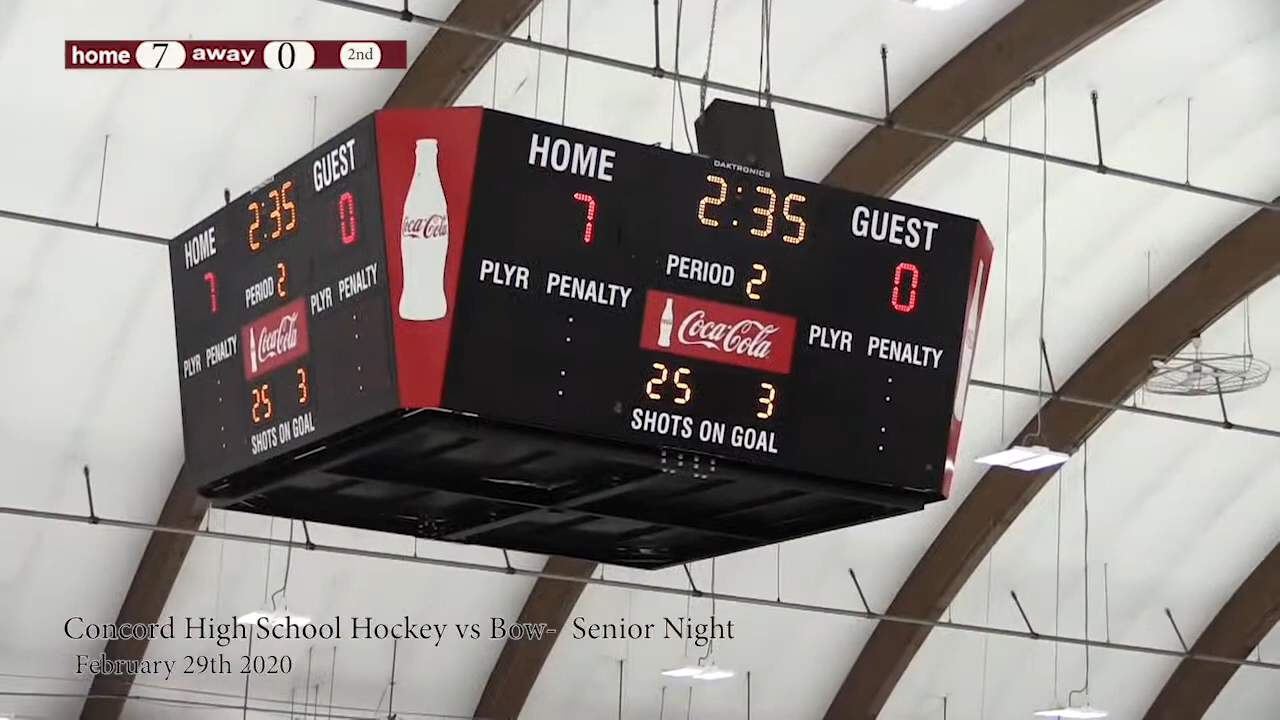 home 7 away 0 2nd
GUEST
2:35
0
HOME
7
PERIOD 2
PLYR PENALTY
Coca-Cola
PLYR PENALTY
25 3
SHOTS ON GOAL
Coca-Cola
DAKTRONICS
HOME 2:35 GUEST
7 0
PERIOD 2
PLYR PENALTY
Coca-Cola
PLYR PENALTY
25 3
SHOTS ON GOAL
Concord High School Hockey vs Bow- Senior Night
February 29th 2020